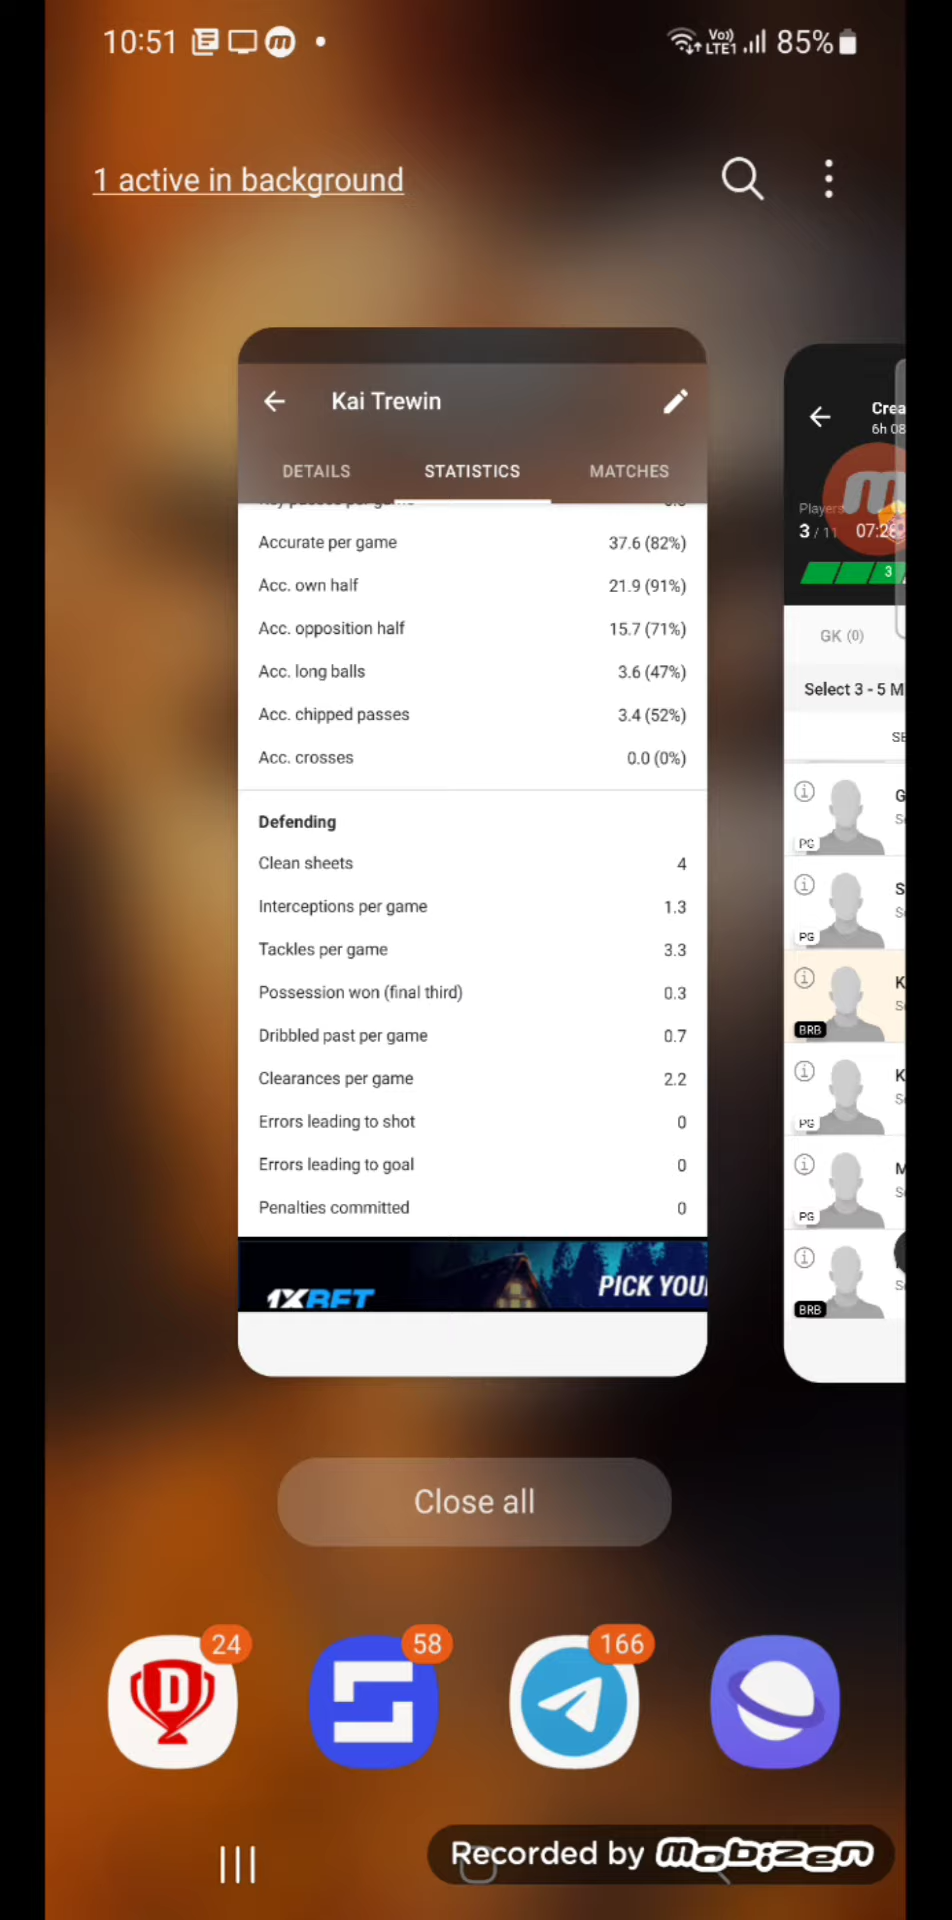 10:51 Vo)) LTE1 85%
1 active in background
Kai Trewin
DETAILS STATISTICS MATCHES
Accurate per game 37.6 (82%)
Acc. own half 21.9 (91%)
Acc. opposition half 15.7 (71%)
Acc. long balls 3.6 (47%)
Acc. chipped passes 3.4 (52%)
Acc. crosses 0.0 (0%)
Defending
Clean sheets 4
Interceptions per game 1.3
Tackles per game 3.3
Possession won (final third) 0.3
Dribbled past per game 0.7
Clearances per game 2.2
Errors leading to shot 0
Errors leading to goal 0
Penalties committed 0
1XBET PICK YOU
Crea
6h 08
Players
3 / 11 07:26
3
GK (0)
Select 3 - 5 M
SE
G
S
PG
S
S
PG
K
S
BRB
K
S
PG
M
S
PG
S
BRB
Close all
24 58 166
D
Recorded by mobizen